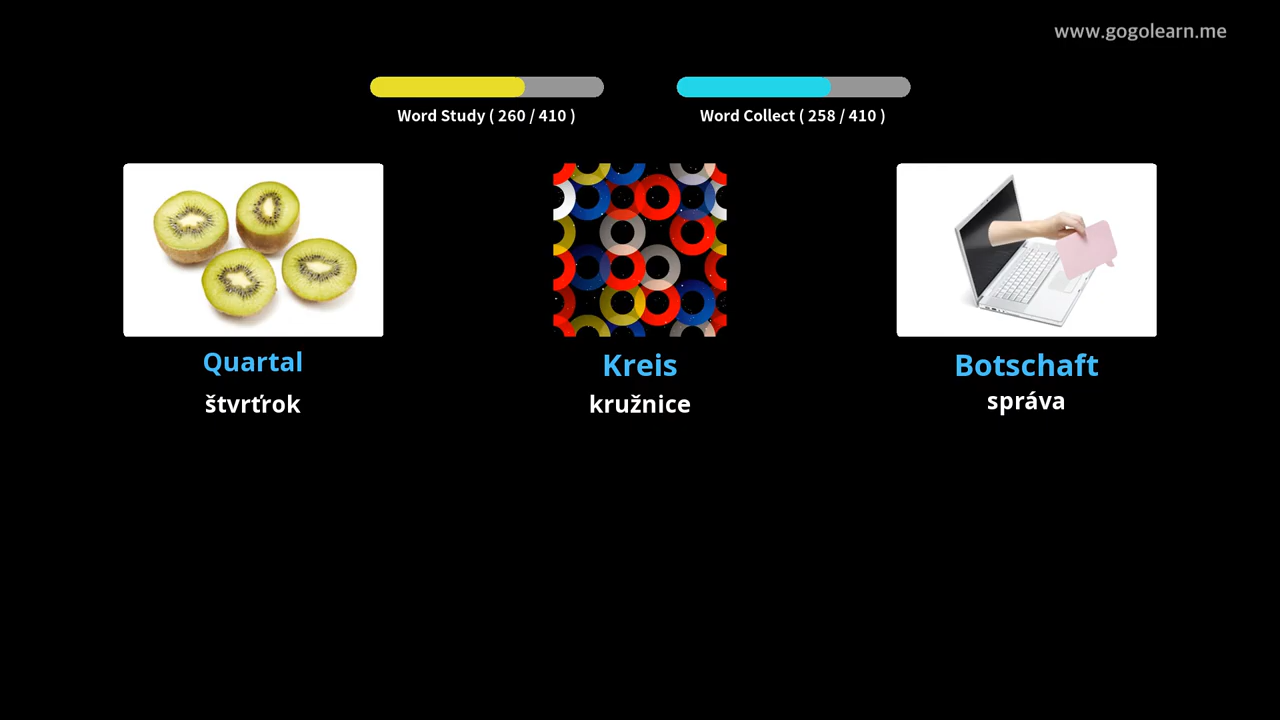 www.gogolearn.me
Word Study ( 260 / 410 )
Word Collect ( 258 / 410 )
Quartal
štvrťrok
Kreis
kružnice
Botschaft
správa